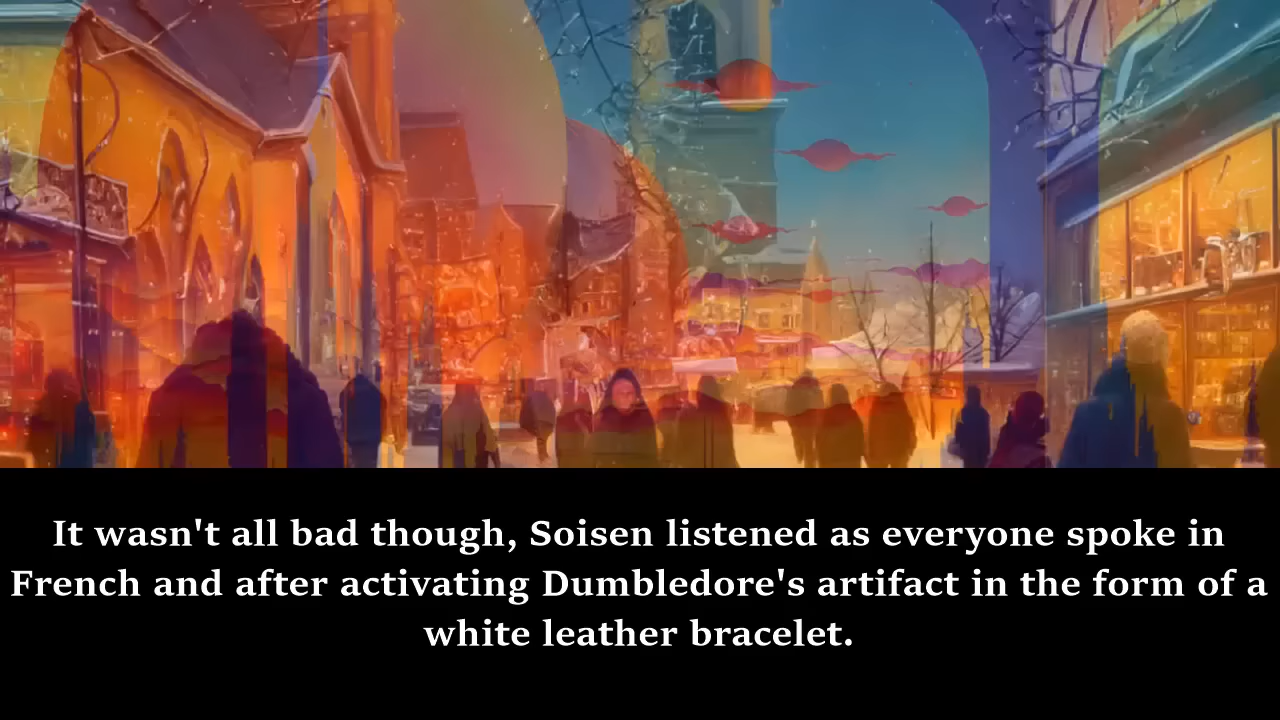 It wasn't all bad though, Soisen listened as everyone spoke in
French and after activating Dumbledore's artifact in the form of a
white leather bracelet.